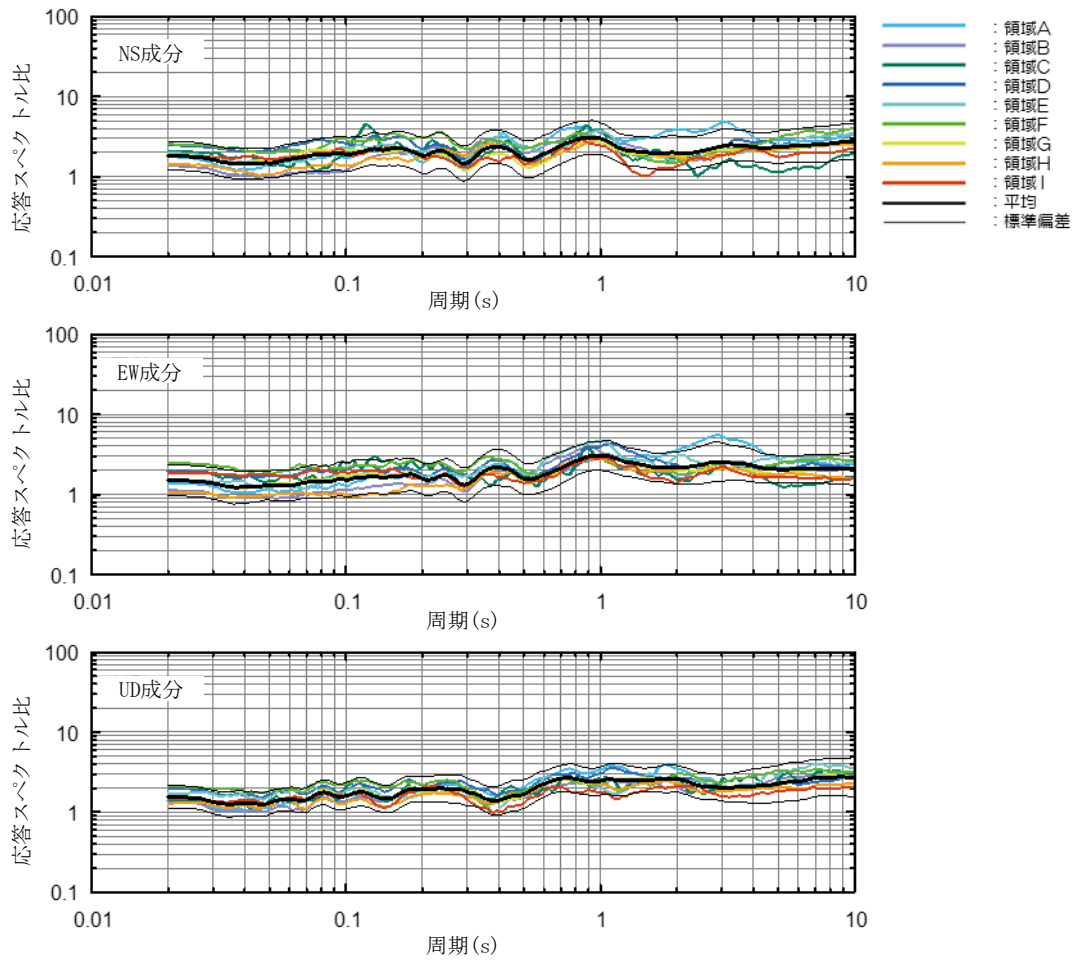 100
10
1
0.1
応答スペクトル比
NS成分
0.01
0.1
1
10
周期(s)
：領域A
：領域B
：領域C
：領域D
：領域E
：領域F
：領域G
：領域H
：領域I
：平均
：標準偏差
100
10
1
0.1
応答スペクトル比
EW成分
0.01
0.1
1
10
周期(s)
100
10
1
0.1
応答スペクトル比
UD成分
0.01
0.1
1
10
周期(s)